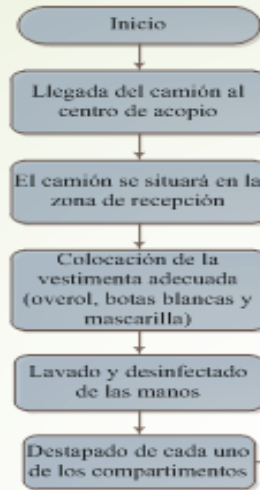 Inicio
Llegada del camión al
centro de acopio
El camión se situará en la
zona de recepción
Colocación de la
vestimenta adecuada
(overol, botas blancas y
mascarilla)
Lavado y desinfectado
de las manos
Destapado de cada uno
de los compartimentos